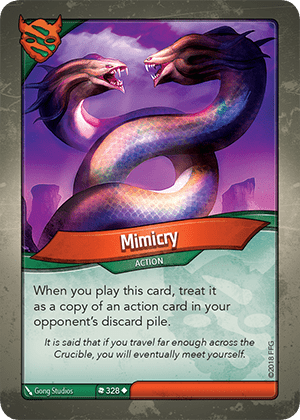 Mimicry
ACTION
When you play this card, treat it
as a copy of an action card in your
opponent's discard pile.
It is said that if you travel far enough across the
Crucible, you will eventually meet yourself.
©2018 FFG
Gong Studios
328